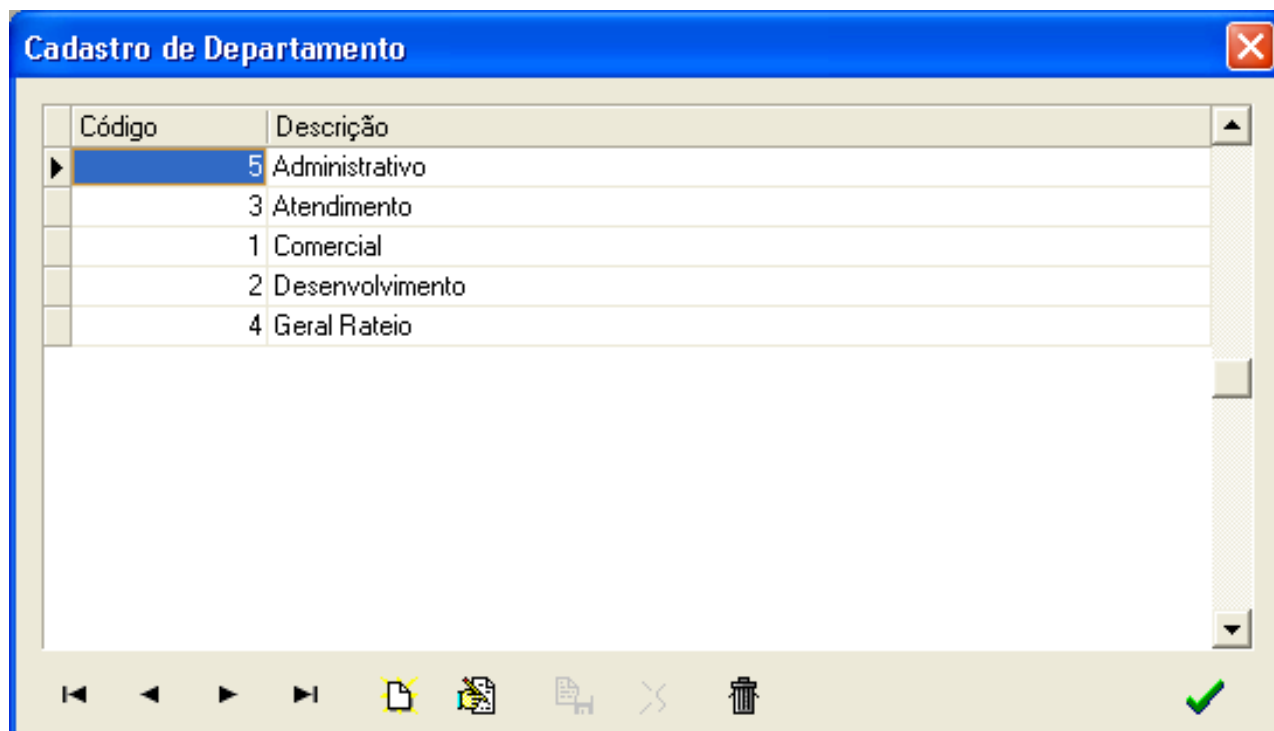 Cadastro de Departamento
Código Descrição
5 Administrativo
3 Atendimento
1 Comercial
2 Desenvolvimento
4 Geral Rateio